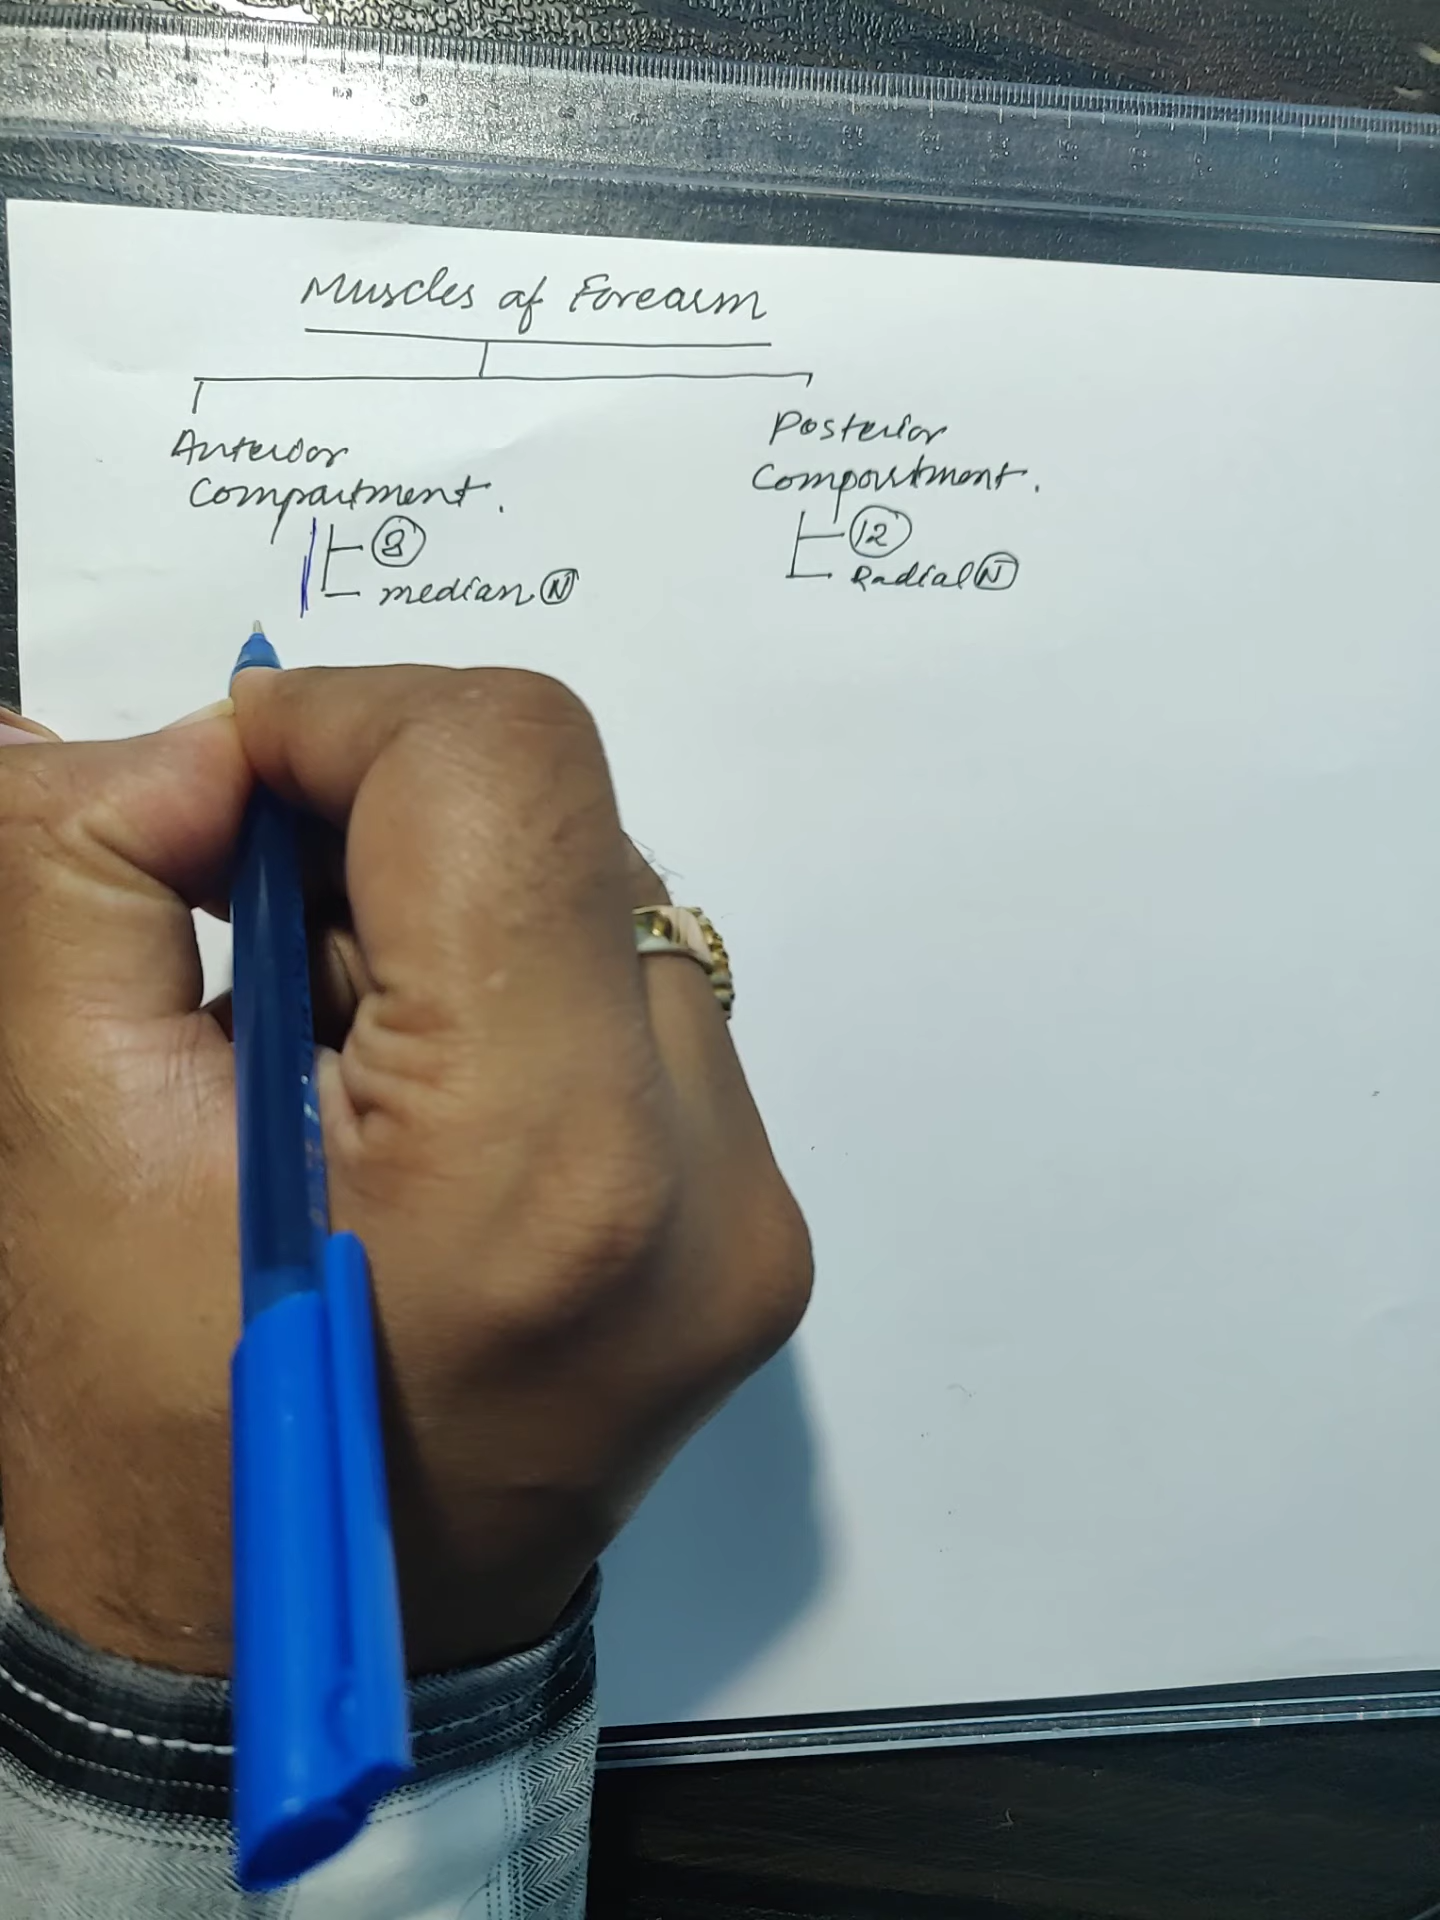 Muscles of Forearm
Anterior
Compartment.
8
median N
Posterior
Compartment.
12
Radial N